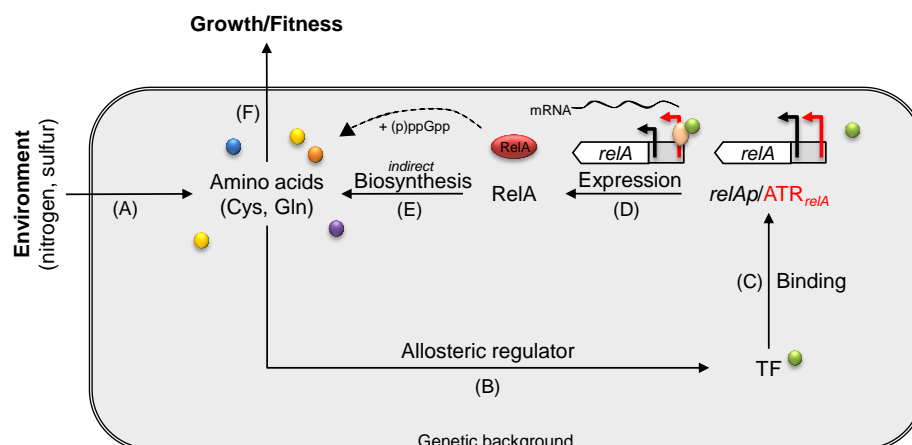 Growth/Fitness
Environment
(nitrogen, sulfur)
(A)
(F)
mRNA
+ (p)ppGpp
RelA
relA
relA
indirect
Amino acids
(Cys, Gln)
Biosynthesis
(E)
RelA
Expression
(D)
relAp/ATRrelA
(C)
Binding
Allosteric regulator
(B)
TF
Genetic background